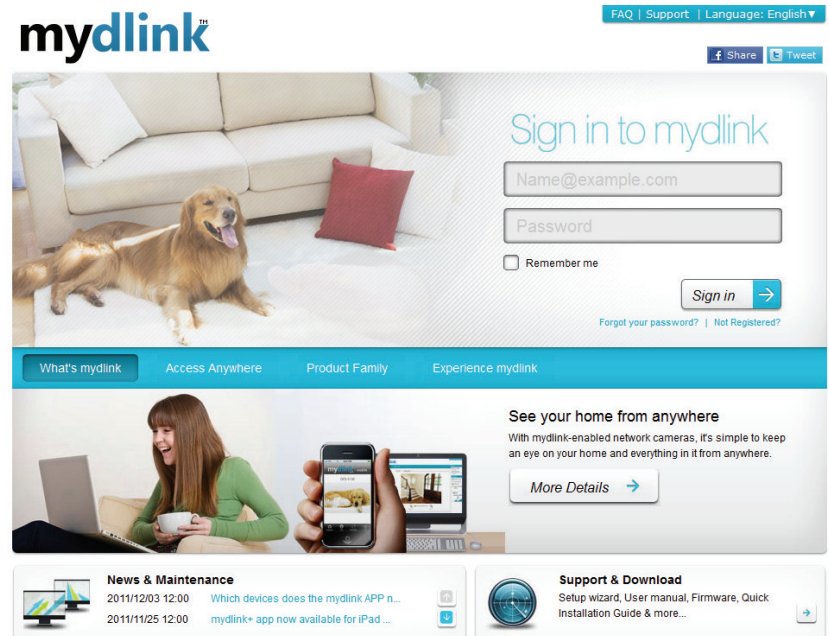 mydlink™
FAQ | Support | Language: English▼
Share Tweet
Sign in to mydlink
Name@example.com
Password
Remember me
Sign in
Forgot your password? | Not Registered?
What's mydlink Access Anywhere Product Family Experience mydlink
See your home from anywhere
With mydlink-enabled network cameras, it's simple to keep
an eye on your home and everything in it from anywhere.
More Details
News & Maintenance
2011/12/03 12:00 Which devices does the mydlink APP n...
2011/11/25 12:00 mydlink+ app now available for iPad ...
Support & Download
Setup wizard, User manual, Firmware, Quick
Installation Guide & more...